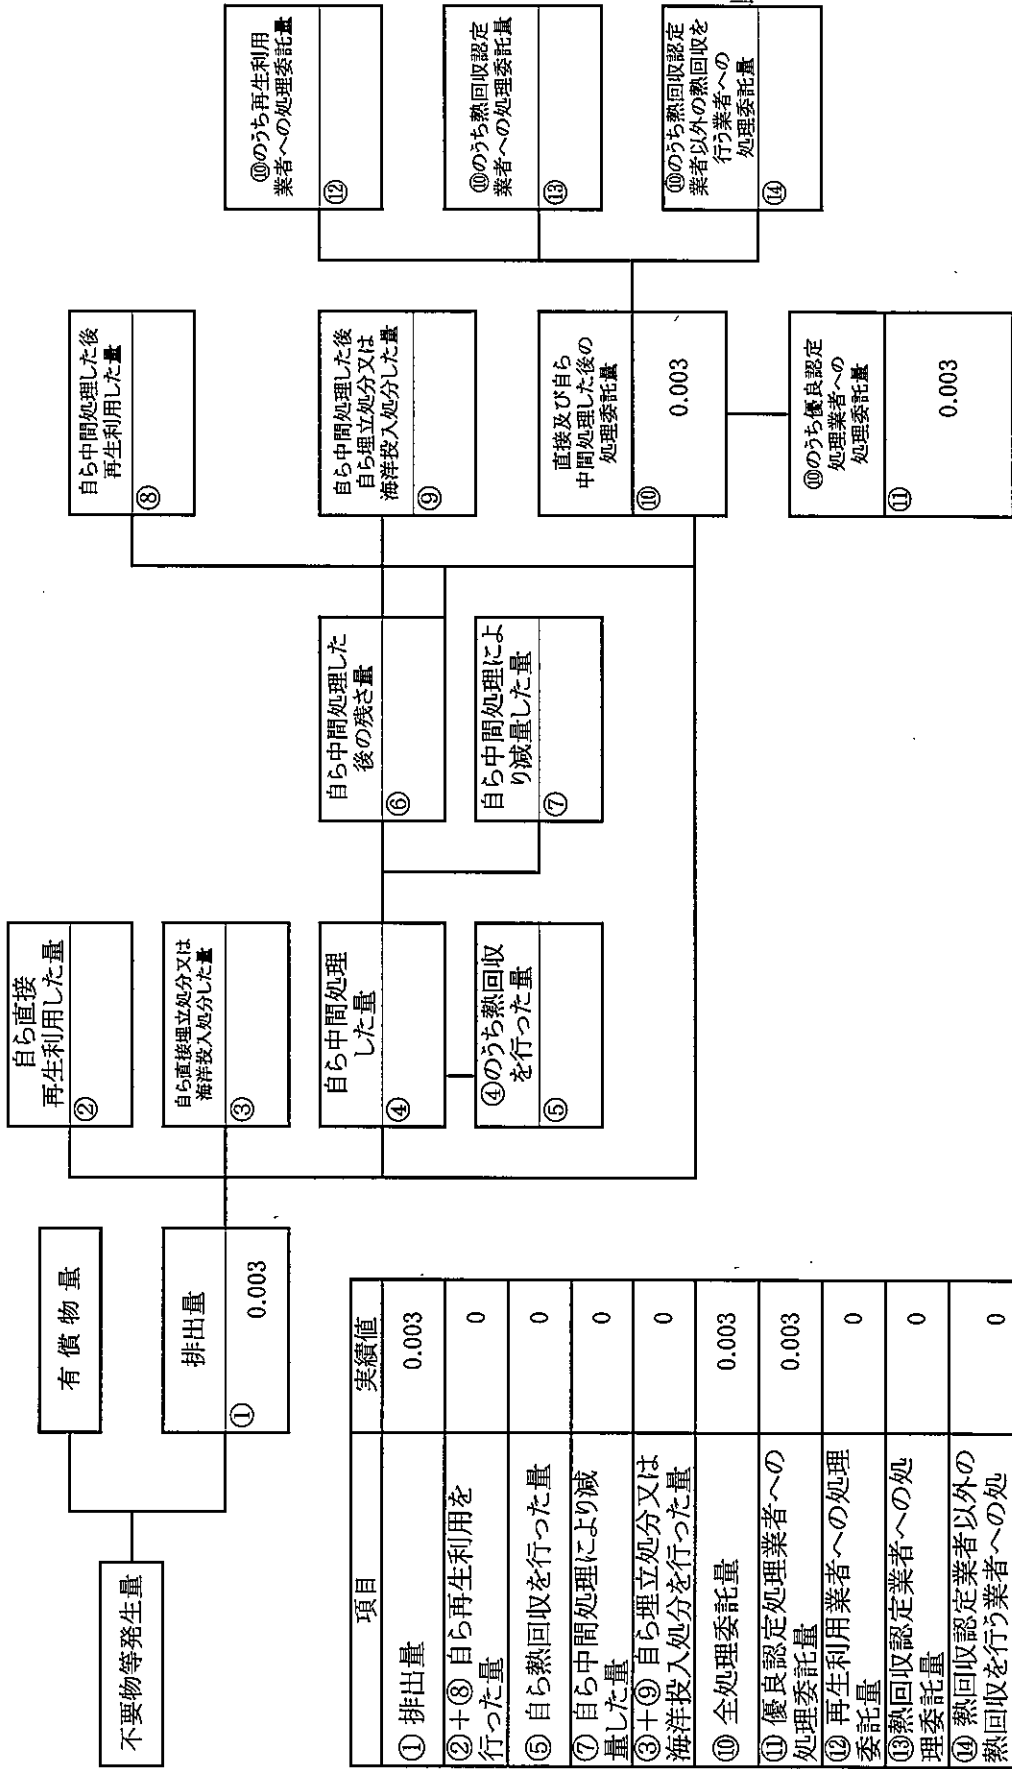 不要物等発生量
有償物量
排出量
①
0.003
自ら直接
再生利用した量
②
自ら直接埋立処分又は
海洋投入処分した量
③
自ら中間処理
した量
④
④のうち熱回収
を行った量
⑤
自ら中間処理した
後の残さ量
⑥
自ら中間処理によ
り減量した量
⑦
自ら中間処理した後
再生利用した量
⑧
自ら中間処理した後
自ら埋立処分又は
海洋投入処分した量
⑨
直接及び自ら
中間処理した後の
処理委託量
⑩
0.003
⑩のうち優良認定
処理業者への
処理委託量
⑪
0.003
⑩のうち再生利用
業者への処理委託量
⑫
⑩のうち熱回収認定
業者への処理委託量
⑬
⑩のうち熱回収認定
業者以外の熱回収を
行う業者への
処理委託量
⑭
項目 実績値
①排出量 0.003
②+⑧ 自ら再生利用を
行った量 0
⑤ 自ら熱回収を行った量 0
⑦ 自ら中間処理により減
量した量 0
③+⑨ 自ら埋立処分又は
海洋投入処分を行った量 0
⑩ 全処理委託量 0.003
⑪ 優良認定処理業者への
処理委託量 0.003
⑫ 再生利用業者への処理
委託量 0
⑬熱回収認定業者への処
理委託量 0
⑭ 熱回収認定業者以外の
熱回収を行う業者への処 0